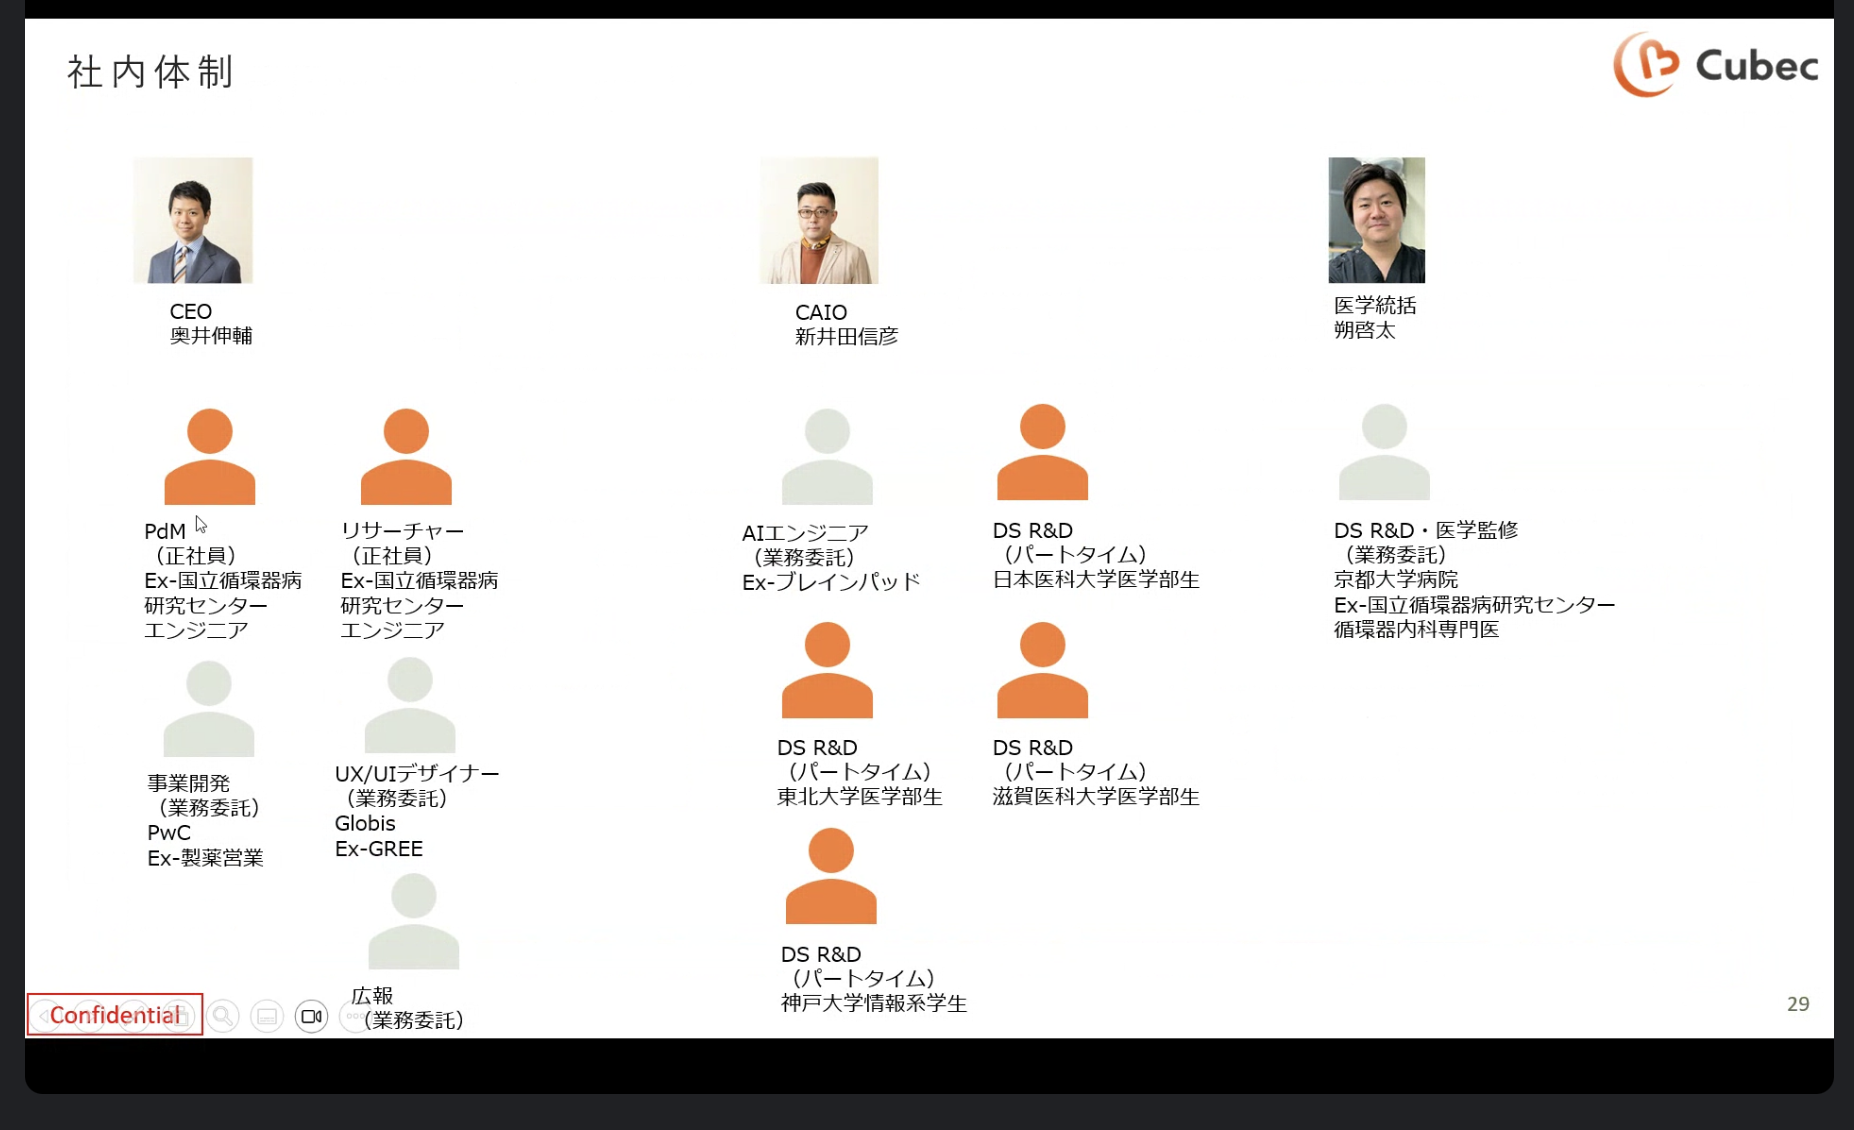 社内体制
Cubec
CEO
奥井伸輔
CAIO
新井田信彦
医学統括
朔啓太
PdM
（正社員）
Ex-国立循環器病
研究センター
エンジニア
リサーチャー
（正社員）
Ex-国立循環器病
研究センター
エンジニア
事業開発
（業務委託）
PwC
Ex-製薬営業
UX/UIデザイナー
（業務委託）
Globis
Ex-GREE
広報
（業務委託）
AIエンジニア
（業務委託）
Ex-ブレインパッド
DS R&D
（パートタイム）
日本医科大学医学部生
DS R&D
（パートタイム）
東北大学医学部生
DS R&D
（パートタイム）
滋賀医科大学医学部生
DS R&D
（パートタイム）
神戸大学情報系学生
DS R&D・医学監修
（業務委託）
京都大学病院
Ex-国立循環器病研究センター
循環器内科専門医
Confidential
29